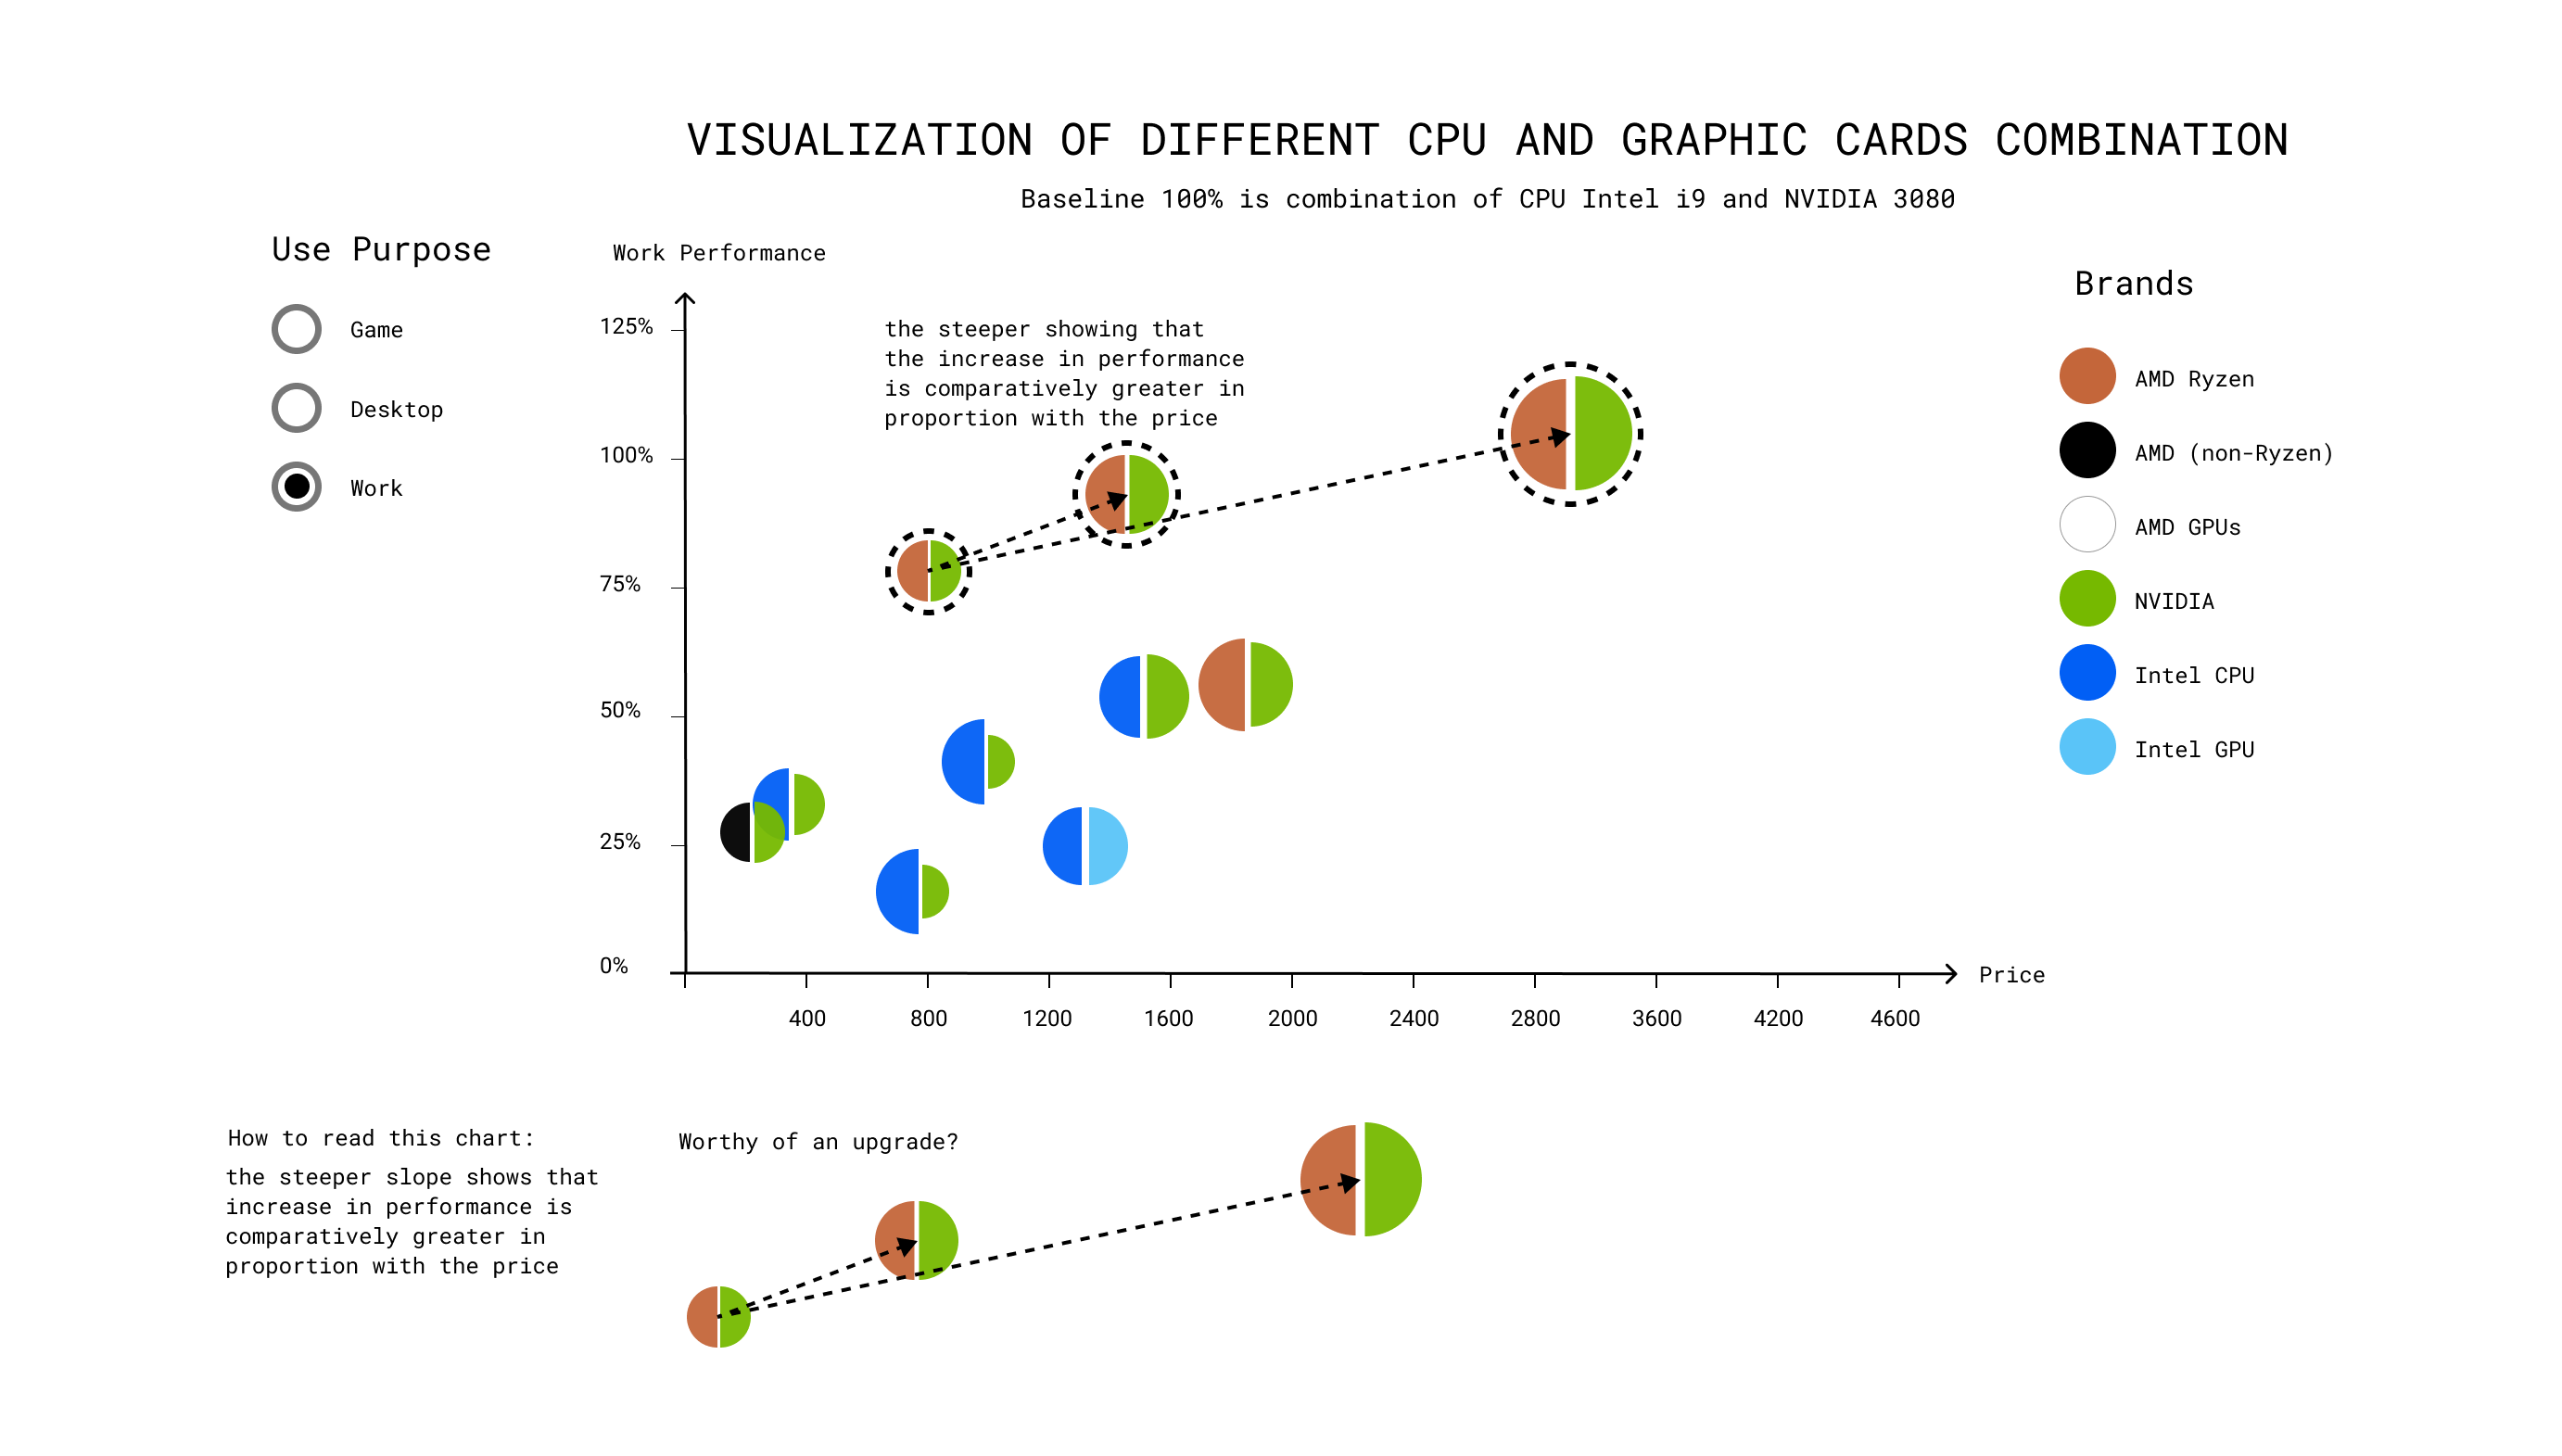 VISUALIZATION OF DIFFERENT CPU AND GRAPHIC CARDS COMBINATION
Baseline 100% is combination of CPU Intel i9 and NVIDIA 3080
Use Purpose
Game
Desktop
Work
Work Performance
125%
100%
75%
50%
25%
0%
the steeper showing that
the increase in performance
is comparatively greater in
proportion with the price
400
800
1200
1600
2000
2400
2800
3600
4200
4600
Price
Brands
AMD Ryzen
AMD (non-Ryzen)
AMD GPUs
NVIDIA
Intel CPU
Intel GPU
How to read this chart:
the steeper slope shows that
increase in performance is
comparatively greater in
proportion with the price
Worthy of an upgrade?